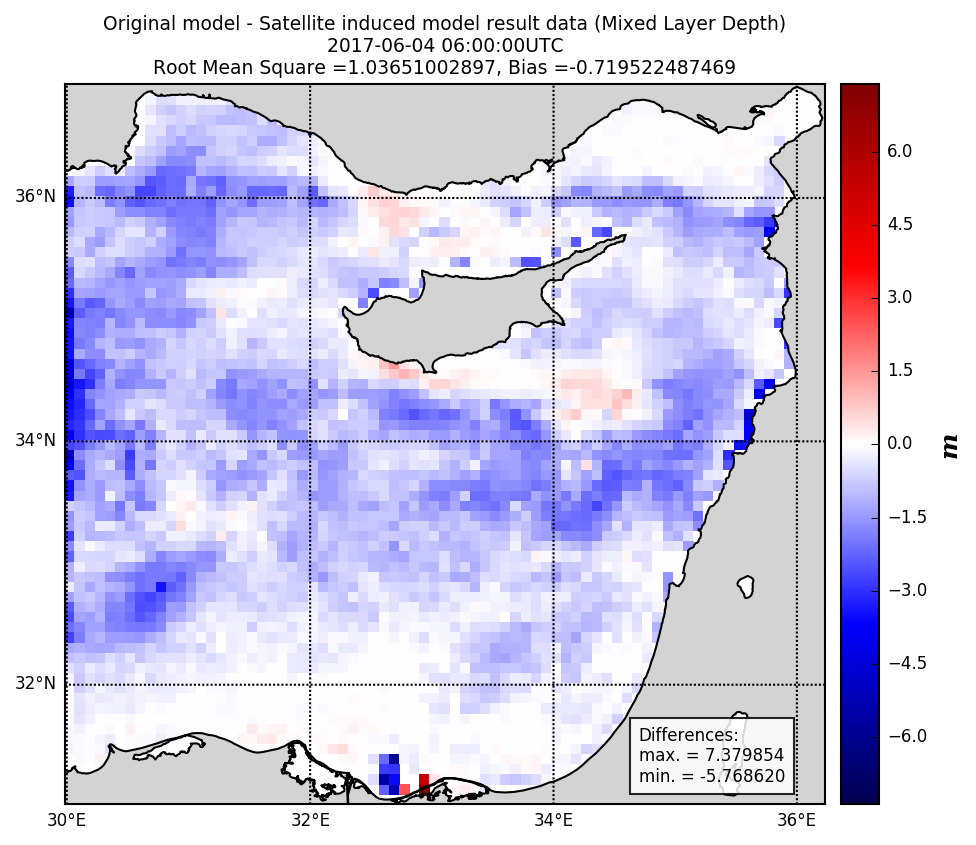 Original model - Satellite induced model result data (Mixed Layer Depth)
2017-06-04 06:00:00UTC
Root Mean Square =1.03651002897, Bias =-0.719522487469
36°N
34°N
32°N
30°E
32°E
34°E
36°E
6.0
4.5
3.0
1.5
0.0
−1.5
−3.0
−4.5
−6.0
m
Differences:
max. = 7.379854
min. = -5.768620